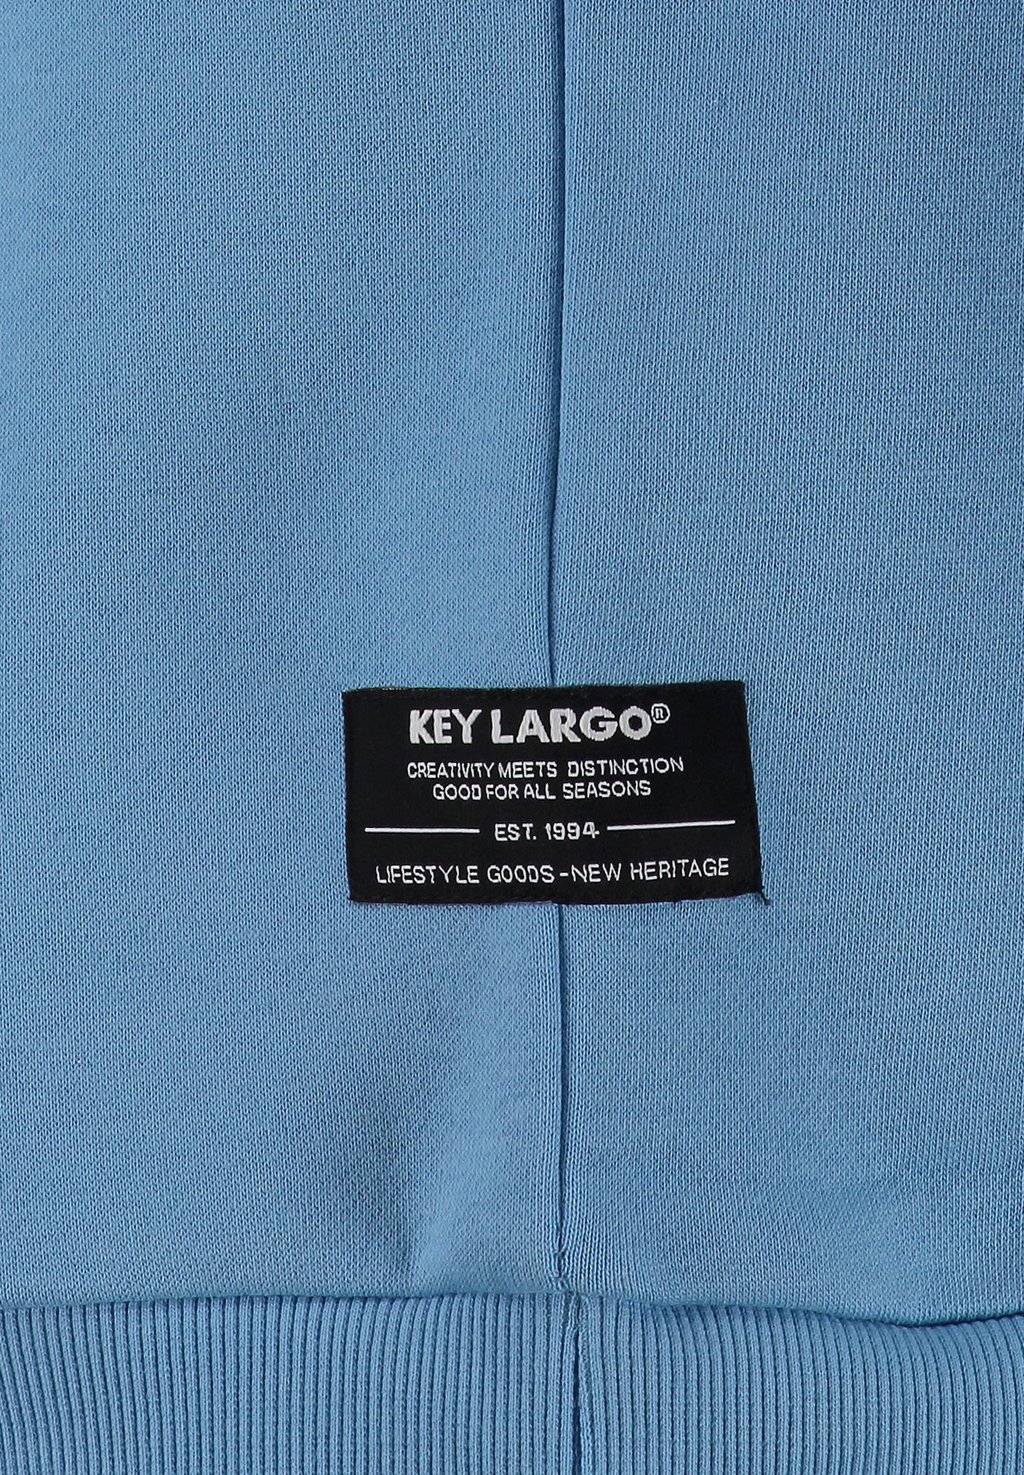 KEY LARGO®
CREATIVITY MEETS DISTINCTION
GOOD FOR ALL SEASONS
EST. 1994
LIFESTYLE GOODS - NEW HERITAGE